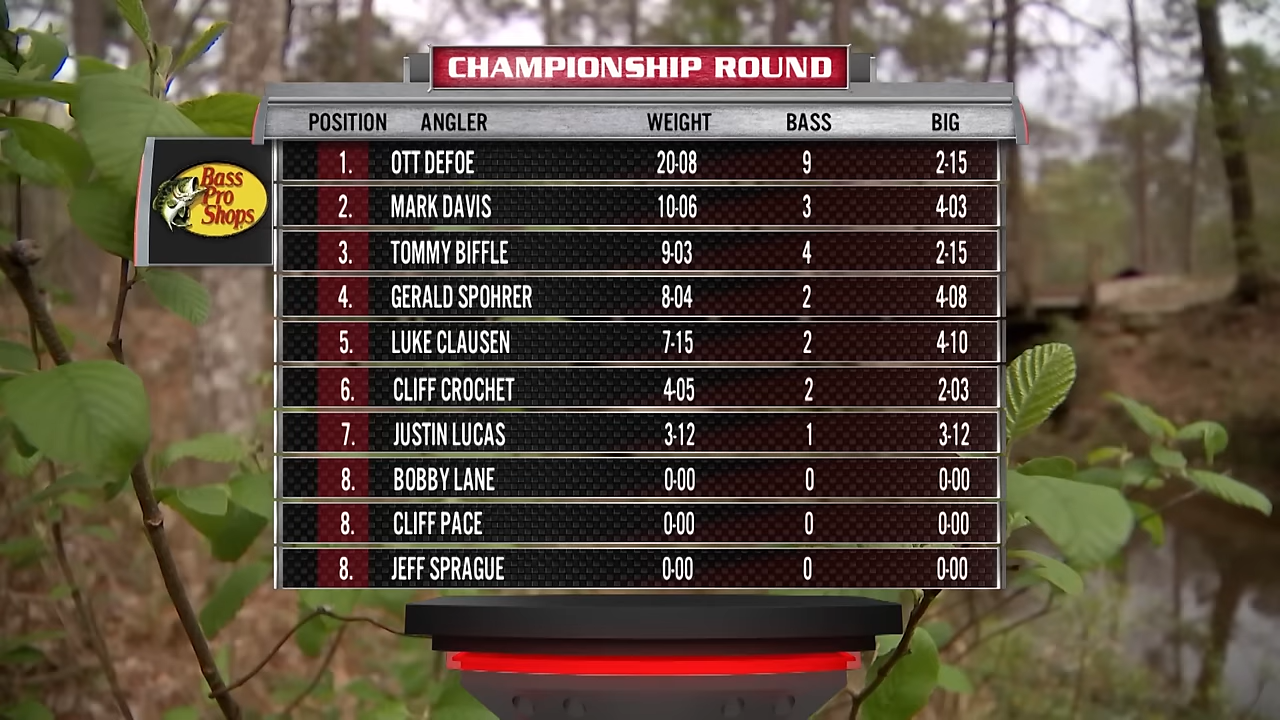 CHAMPIONSHIP ROUND
POSITION ANGLER WEIGHT BASS BIG
1. OTT DEFOE 20-08 9 2-15
2. MARK DAVIS 10-06 3 4-03
3. TOMMY BIFFLE 9-03 4 2-15
4. GERALD SPOHRER 8-04 2 4-08
5. LUKE CLAUSEN 7-15 2 4-10
6. CLIFF CROCHET 4-05 2 2-03
7. JUSTIN LUCAS 3-12 1 3-12
8. BOBBY LANE 0-00 0 0-00
8. CLIFF PACE 0-00 0 0-00
8. JEFF SPRAGUE 0-00 0 0-00
Bass
Pro
Shops